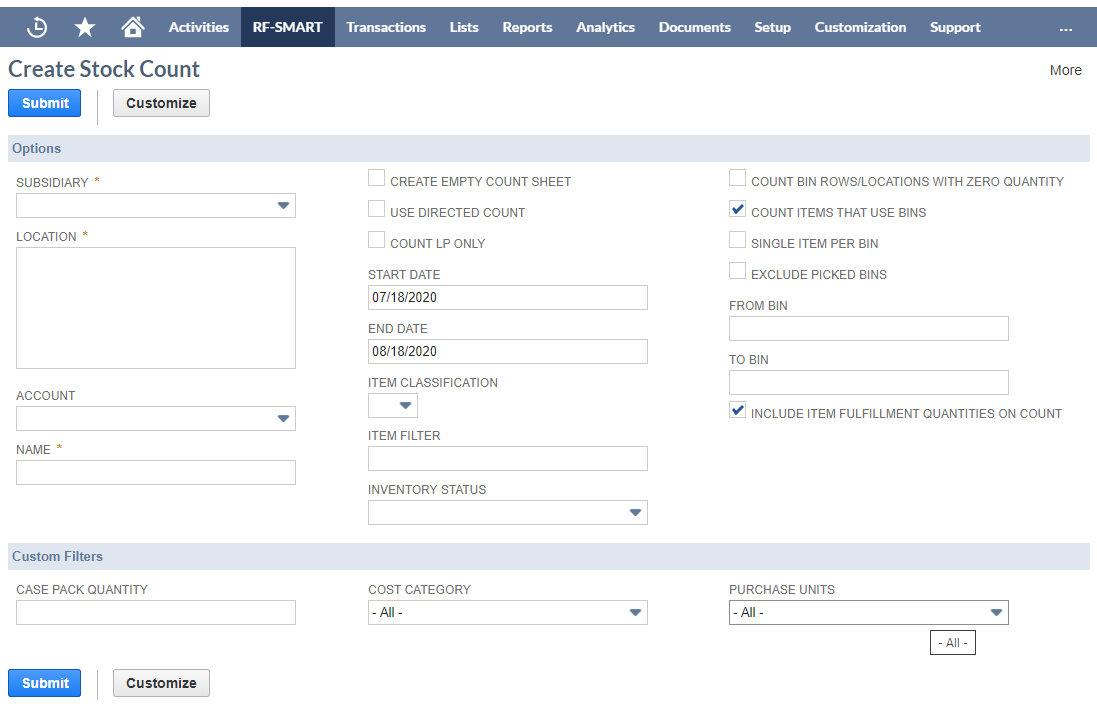 Activities RF-SMART Transactions Lists Reports Analytics Documents Setup Customization Support ...
Create Stock Count More
Submit Customize
Options
SUBSIDIARY *
LOCATION *
ACCOUNT
NAME *
CREATE EMPTY COUNT SHEET
USE DIRECTED COUNT
COUNT LP ONLY
START DATE
07/18/2020
END DATE
08/18/2020
ITEM CLASSIFICATION
ITEM FILTER
INVENTORY STATUS
COUNT BIN ROWS/LOCATIONS WITH ZERO QUANTITY
COUNT ITEMS THAT USE BINS
SINGLE ITEM PER BIN
EXCLUDE PICKED BINS
FROM BIN
TO BIN
INCLUDE ITEM FULFILLMENT QUANTITIES ON COUNT
Custom Filters
CASE PACK QUANTITY
COST CATEGORY
- All -
PURCHASE UNITS
- All -
- All -
Submit Customize